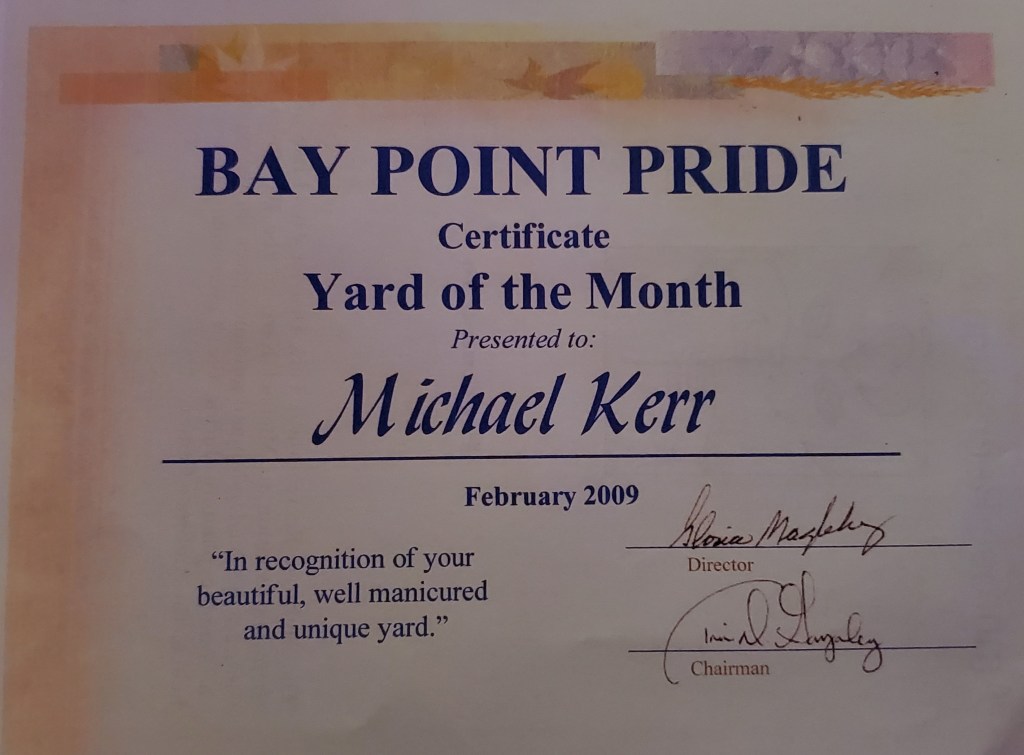 BAY POINT PRIDE
Certificate
Yard of the Month
Presented to:
Michael Kerr
February 2009
“In recognition of your
beautiful, well manicured
and unique yard.”
Gloria
Director
Chairman